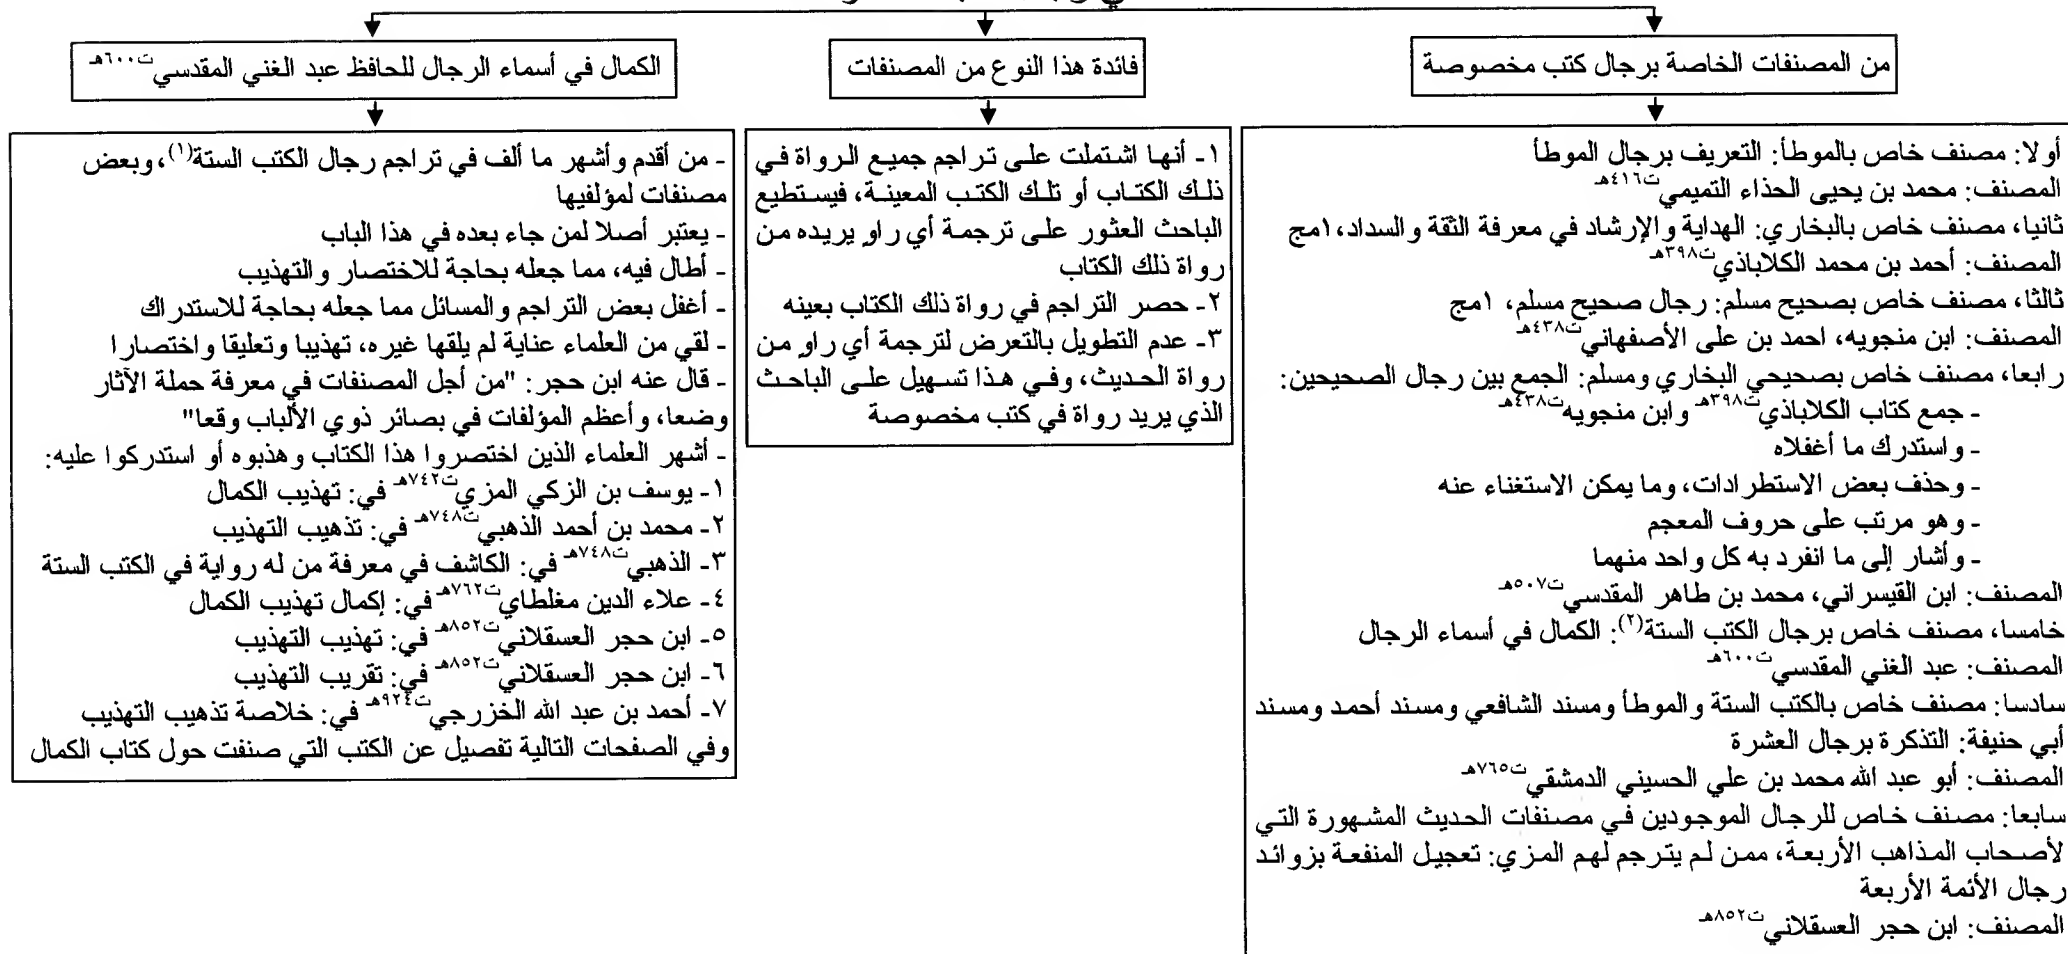 من المصنفات الخاصة برجال كتب مخصوصة
أولا: مصنف خاص بالموطأ: التعريف برجال الموطأ
المصنف: محمد بن يحيى الحذاء التميمي ت٤١٦هـ
ثانيا، مصنف خاص بالبخاري: الهداية والإرشاد في معرفة الثقة والسداد، ١مج
المصنف: أحمد بن محمد الكلاباذي ت٣٩٨هـ
ثالثا، مصنف خاص بصحيح مسلم: رجال صحيح مسلم، ١مج
المصنف: ابن منجويه، احمد بن على الأصفهاني ت٤٣٨هـ
رابعا، مصنف خاص بصحيحي البخاري ومسلم: الجمع بين رجال الصحيحين:
- جمع كتاب الكلاباذي ت٣٩٨هـ وابن منجويه ت٤٣٨هـ
- واستدرك ما أغفلاه
- وحذف بعض الاستطرادات، وما يمكن الاستغناء عنه
- وهو مرتب على حروف المعجم
- وأشار إلى ما انفرد به كل واحد منهما
المصنف: ابن القيسراني، محمد بن طاهر المقدسي ت٥٠٧هـ
خامسا، مصنف خاص برجال الكتب الستة(٢): الكمال في أسماء الرجال
المصنف: عبد الغني المقدسي ت٦٠٠هـ
سادسا: مصنف خاص بالكتب الستة والموطأ ومسند الشافعي ومسند أحمد ومسند
أبي حنيفة: التذكرة برجال العشرة
المصنف: أبو عبد الله محمد بن علي الحسيني الدمشقي ت٧٦٥هـ
سابعا: مصنف خاص للرجال الموجودين في مصنفات الحديث المشهورة التي
لأصحاب المذاهب الأربعة، ممن لم يترجم لهم المزي: تعجيل المنفعة بزوائد
رجال الأئمة الأربعة
المصنف: ابن حجر العسقلاني ت٨٥٢هـ
فائدة هذا النوع من المصنفات
١- أنها اشتملت على تراجم جميع الرواة في
ذلك الكتاب أو تلك الكتب المعينة، فيستطيع
الباحث العثور على ترجمة أي راوٍ يريده من
رواة ذلك الكتاب
٢- حصر التراجم في رواة ذلك الكتاب بعينه
٣- عدم التطويل بالتعرض لترجمة أي راوٍ من
رواة الحديث، وفي هذا تسهيل على الباحث
الذي يريد رواة في كتب مخصوصة
الكمال في أسماء الرجال للحافظ عبد الغني المقدسي ت٦٠٠هـ
- من أقدم وأشهر ما ألف في تراجم رجال الكتب الستة(١)، وبعض
مصنفات لمؤلفيها
- يعتبر أصلا لمن جاء بعده في هذا الباب
- أطال فيه، مما جعله بحاجة للاختصار والتهذيب
- أغفل بعض التراجم والمسائل مما جعله بحاجة للاستدراك
- لقي من العلماء عناية لم يلقها غيره، تهذيبا وتعليقا واختصارا
- قال عنه ابن حجر: "من أجل المصنفات في معرفة حملة الآثار
وضعا، وأعظم المؤلفات في بصائر ذوي الألباب وقعا"
- أشهر العلماء الذين اختصروا هذا الكتاب وهذبوه أو استدركوا عليه:
١- يوسف بن الزكي المزي ت٧٤٢هـ في: تهذيب الكمال
٢- محمد بن أحمد الذهبي ت٧٤٨هـ في: تذهيب التهذيب
٣- الذهبي ت٧٤٨هـ في: الكاشف في معرفة من له رواية في الكتب الستة
٤- علاء الدين مغلطاي ت٧٦٢هـ في: إكمال تهذيب الكمال
٥- ابن حجر العسقلاني ت٨٥٢هـ في: تهذيب التهذيب
٦- ابن حجر العسقلاني ت٨٥٢هـ في: تقريب التهذيب
٧- أحمد بن عبد الله الخزرجي ت٩٢٤هـ في: خلاصة تذهيب التهذيب
وفي الصفحات التالية تفصيل عن الكتب التي صنفت حول كتاب الكمال